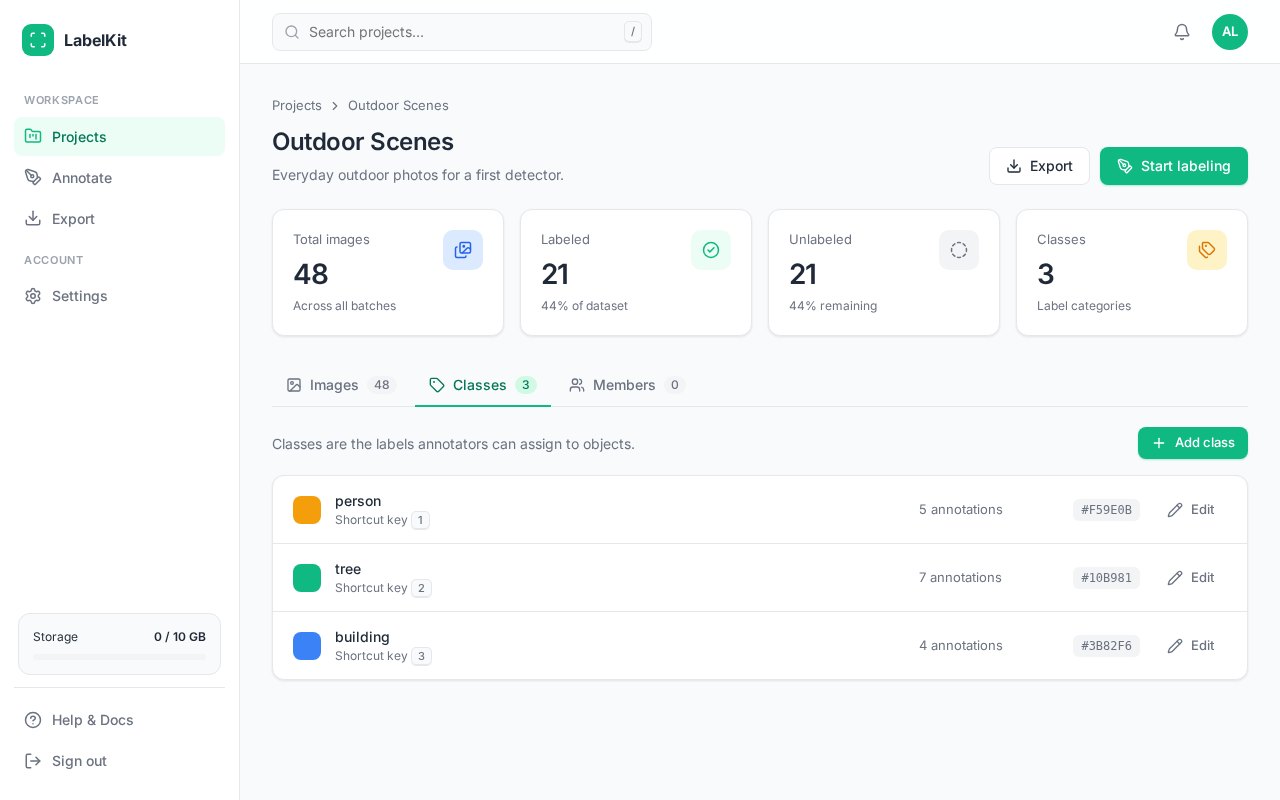 LabelKit
WORKSPACE
Projects
Annotate
Export
ACCOUNT
Settings
Storage 0 / 10 GB
Help & Docs
Sign out
Search projects... /
AL
Projects > Outdoor Scenes
Outdoor Scenes
Everyday outdoor photos for a first detector.
Export
Start labeling
Total images
48
Across all batches
Labeled
21
44% of dataset
Unlabeled
21
44% remaining
Classes
3
Label categories
Images 48
Classes 3
Members 0
Classes are the labels annotators can assign to objects.
Add class
person
Shortcut key 1
5 annotations
#F59E0B
Edit
tree
Shortcut key 2
7 annotations
#10B981
Edit
building
Shortcut key 3
4 annotations
#3B82F6
Edit